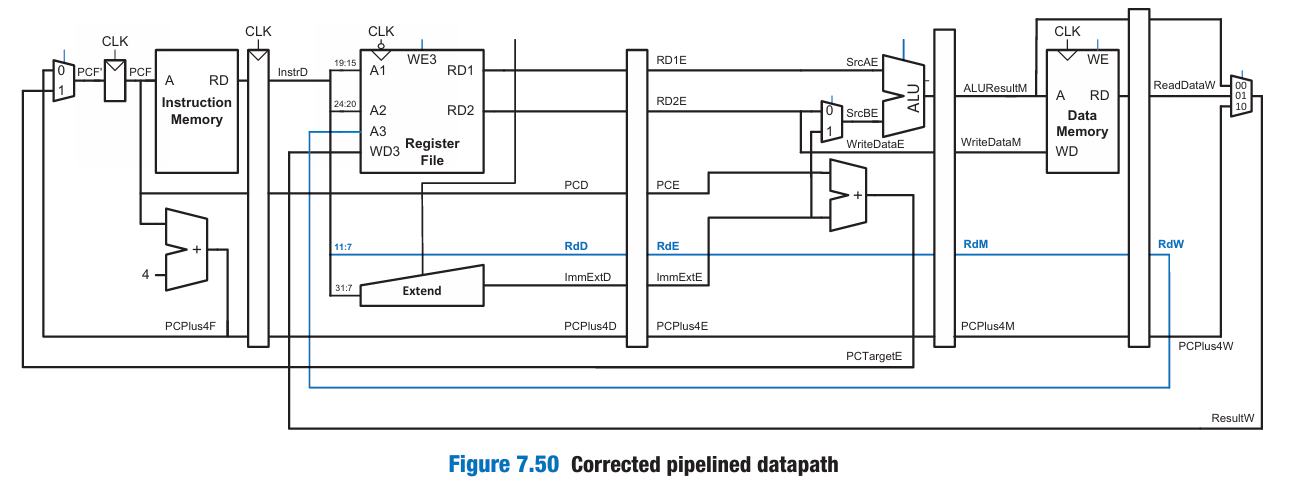 CLK
CLK
CLK
CLK
0
1
PCF'
PCF
A
RD
Instruction
Memory
InstrD
19:15
A1
WE3
RD1
24:20
A2
RD2
A3
WD3
Register
File
RD1E
RD2E
SrcAE
0
1
SrcBE
ALU
WriteDataE
ALUResultM
WriteDataM
WE
A
RD
Data
Memory
WD
ReadDataW
00
01
10
PCD
PCE
+
+
4
11:7
RdD
RdE
RdM
RdW
31:7
Extend
ImmExtD
ImmExtE
PCPlus4F
PCPlus4D
PCPlus4E
PCPlus4M
PCPlus4W
PCTargetE
ResultW
Figure 7.50 Corrected pipelined datapath